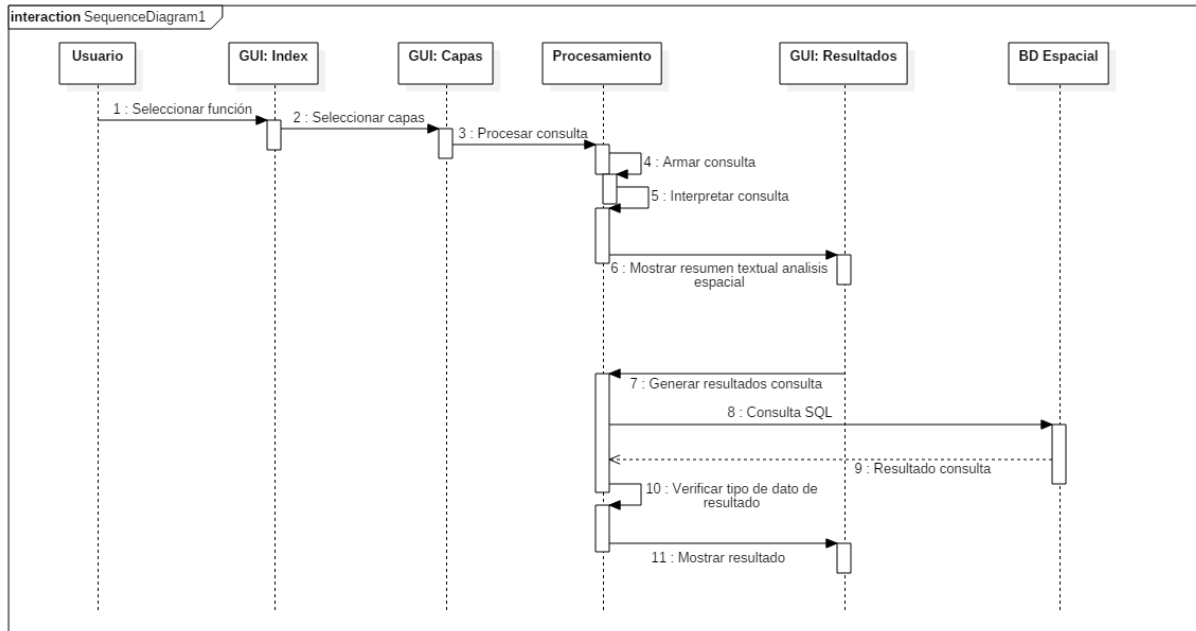 interaction SequenceDiagram1
Usuario
GUI: Index
GUI: Capas
Procesamiento
GUI: Resultados
BD Espacial
1 : Seleccionar función
2 : Seleccionar capas
3 : Procesar consulta
4 : Armar consulta
5 : Interpretar consulta
6 : Mostrar resumen textual analisis
espacial
7 : Generar resultados consulta
8 : Consulta SQL
9 : Resultado consulta
10 : Verificar tipo de dato de
resultado
11 : Mostrar resultado